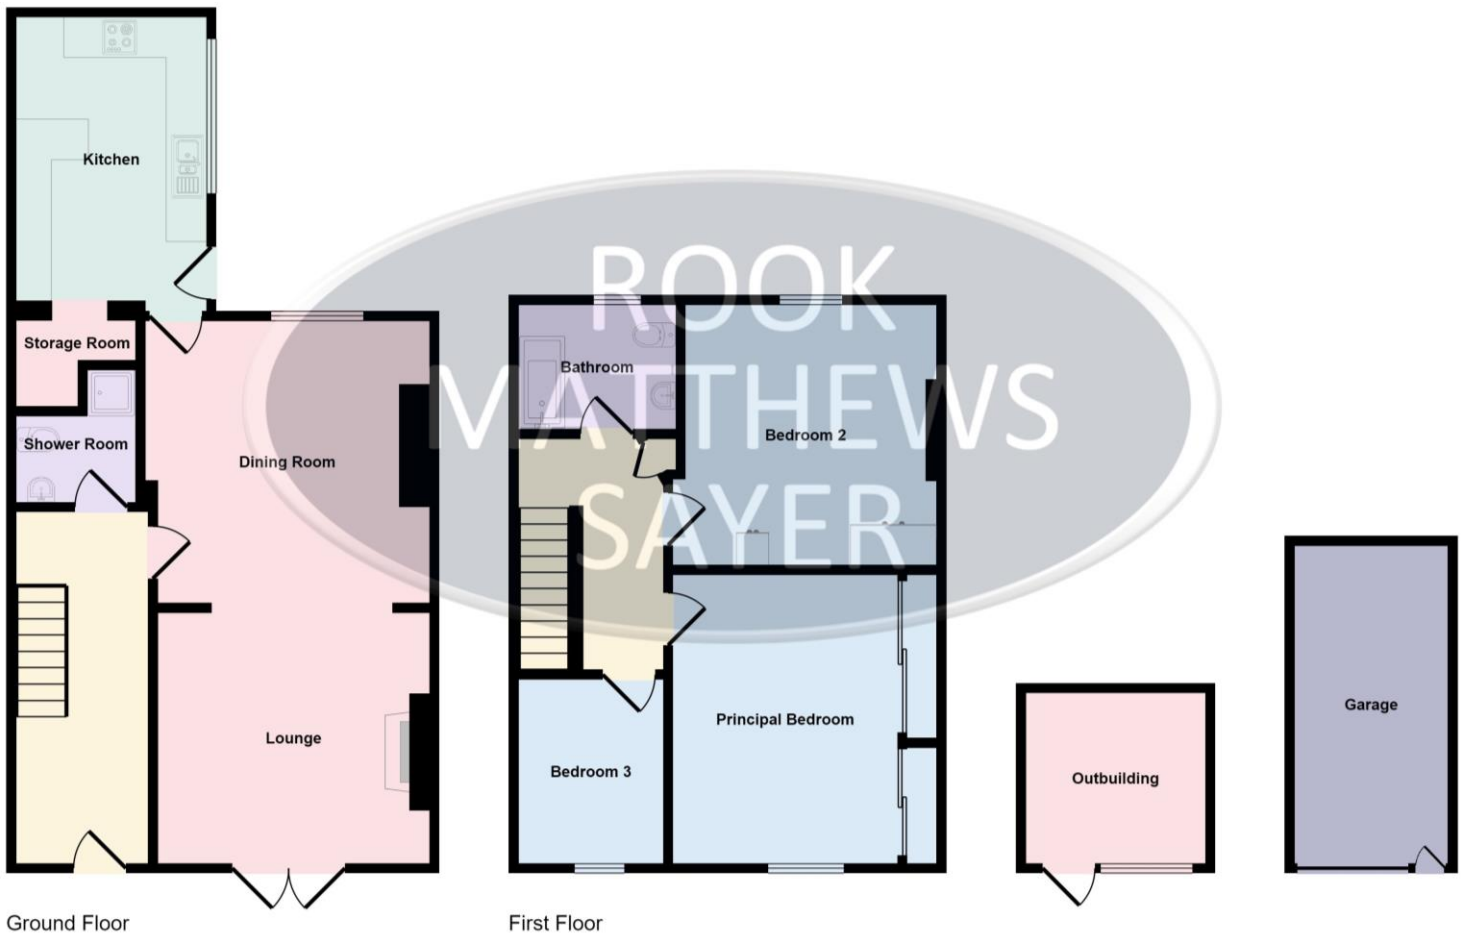 Kitchen
Storage Room
Shower Room
Dining Room
Lounge
Ground Floor
ROOK
MATTHEWS
SAYER
Bathroom
Bedroom 2
Principal Bedroom
Bedroom 3
First Floor
Outbuilding
Garage